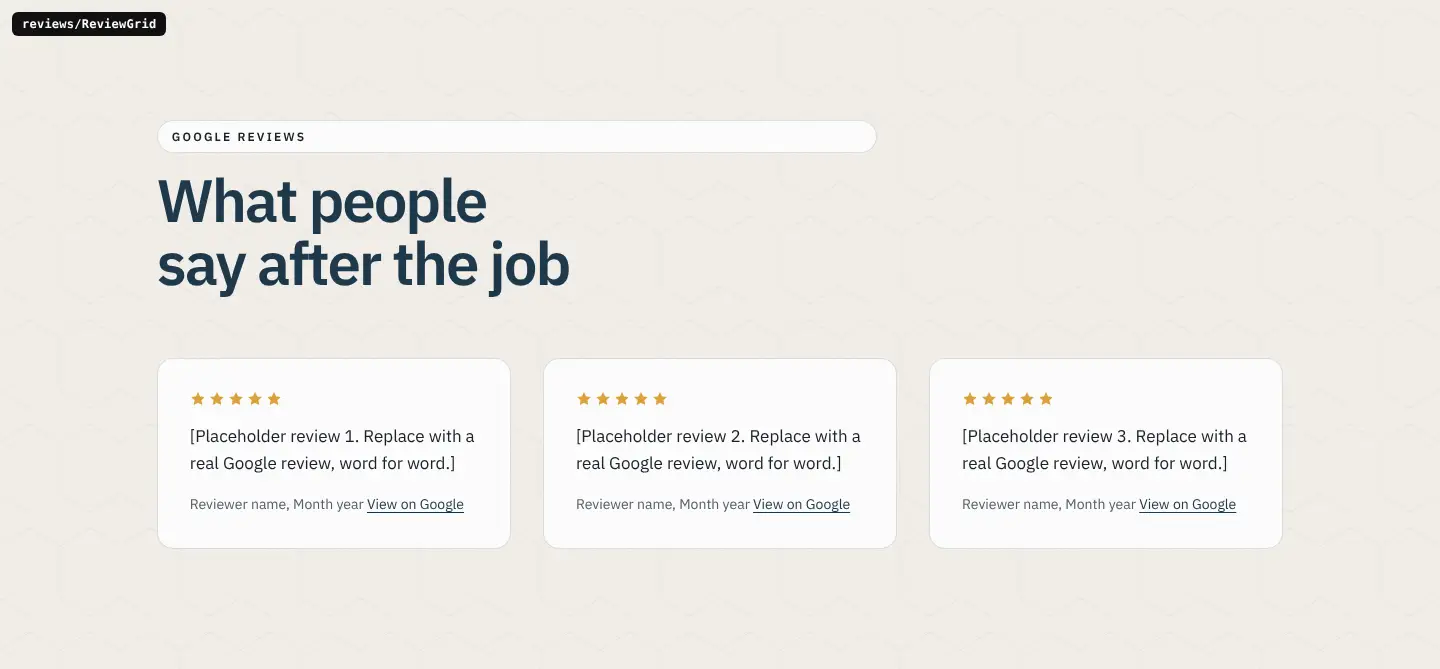 reviews/ReviewGrid
GOOGLE REVIEWS
What people
say after the job
[Placeholder review 1. Replace with a
real Google review, word for word.]
Reviewer name, Month year View on Google
[Placeholder review 2. Replace with a
real Google review, word for word.]
Reviewer name, Month year View on Google
[Placeholder review 3. Replace with a
real Google review, word for word.]
Reviewer name, Month year View on Google